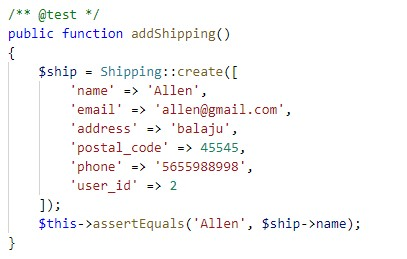 /** @test */
public function addShipping()
{
    $ship = Shipping::create([
        'name' => 'Allen',
        'email' => 'allen@gmail.com',
        'address' => 'balaju',
        'postal_code' => 45545,
        'phone' => '5655988998',
        'user_id' => 2
    ]);
    $this->assertEquals('Allen', $ship->name);
}